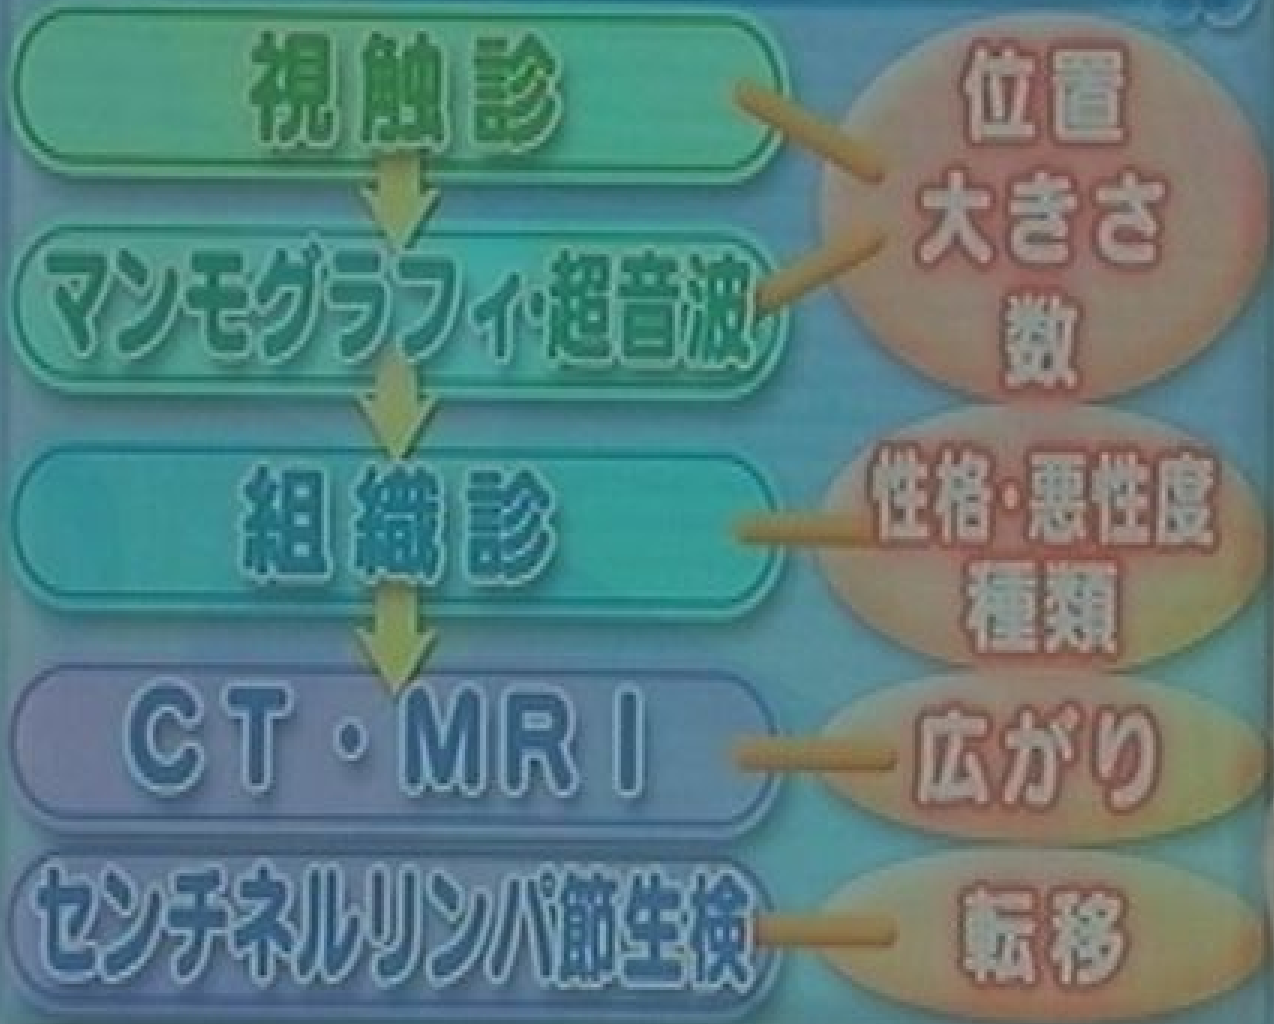 視触診
位置
大きさ
数
マンモグラフィ・超音波
組織診
性格・悪性度
種類
CT・MRI
広がり
センチネルリンパ節生検
転移